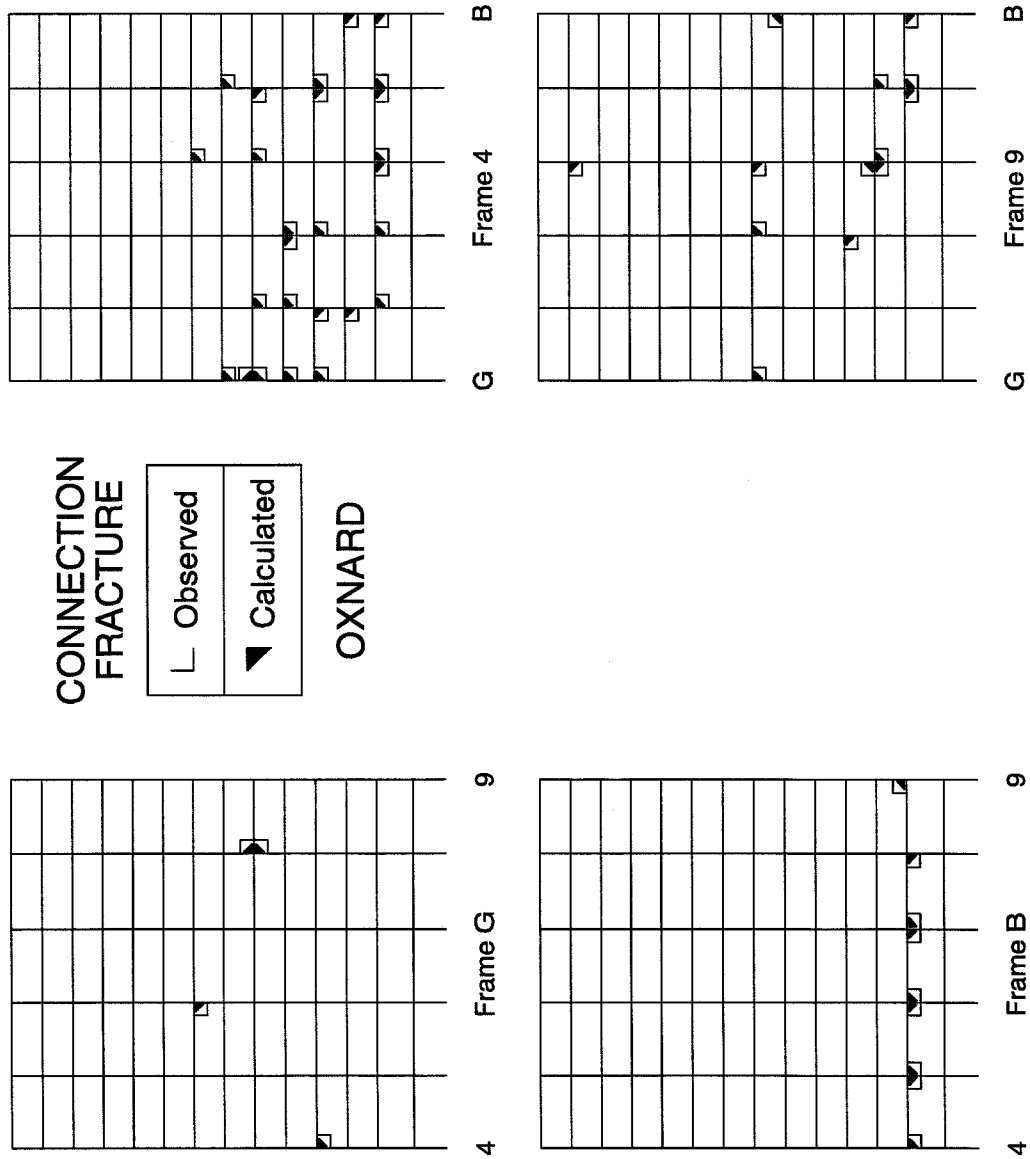 CONNECTION
FRACTURE
Observed
Calculated
OXNARD
4 Frame G 9
G Frame 4 B
4 Frame B 9
G Frame 9 B